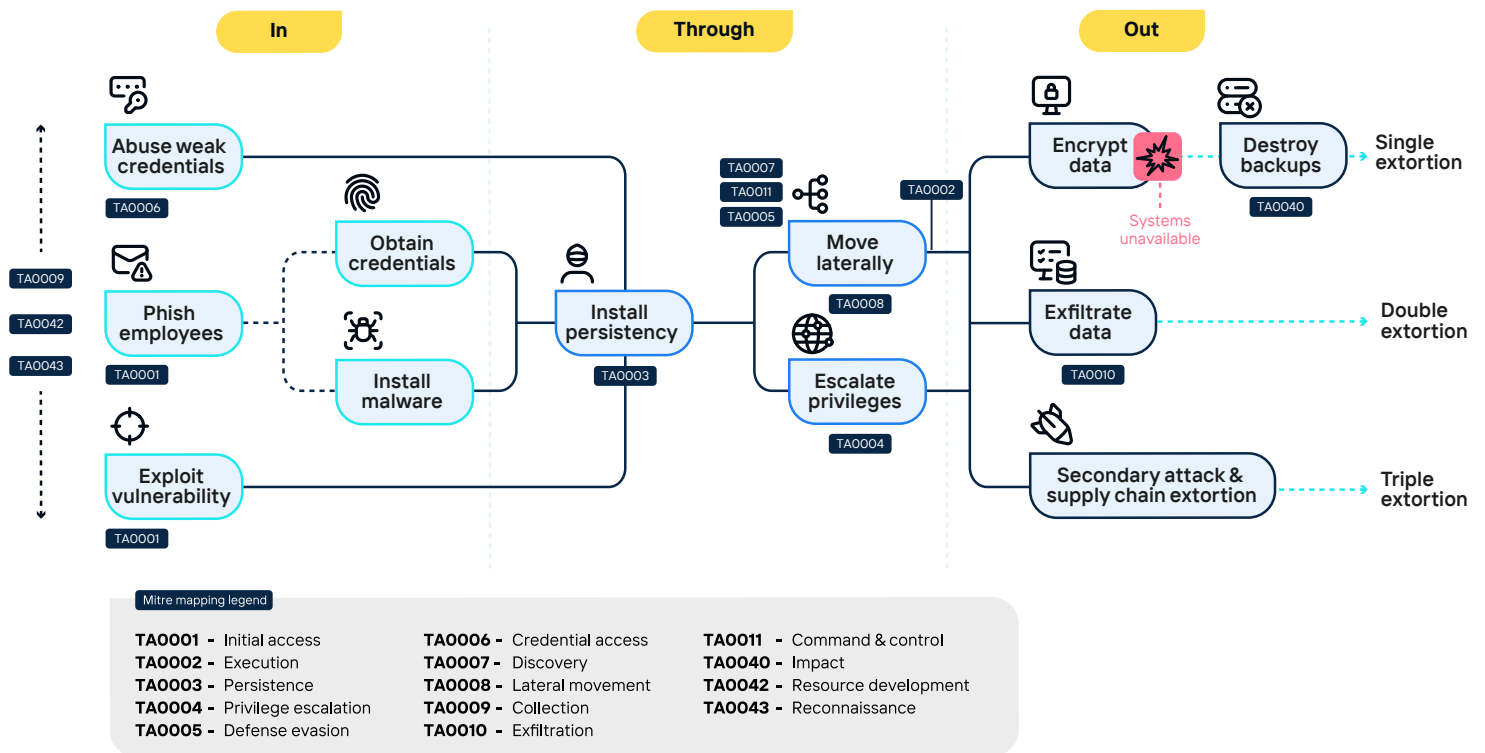 In
Through
Out
Abuse weak
credentials
TA0006
TA0009
TA0042
TA0043
Phish
employees
TA0001
Exploit
vulnerability
TA0001
Obtain
credentials
Install
malware
Install
persistency
TA0003
TA0007
TA0011
TA0005
TA0002
Move
laterally
TA0008
Escalate
privileges
TA0004
Encrypt
data
Systems
unavailable
Destroy
backups
TA0040
Single
extortion
Exfiltrate
data
TA0010
Double
extortion
Secondary attack &
supply chain extortion
Triple
extortion
Mitre mapping legend
TA0001 - Initial access
TA0002 - Execution
TA0003 - Persistence
TA0004 - Privilege escalation
TA0005 - Defense evasion
TA0006 - Credential access
TA0007 - Discovery
TA0008 - Lateral movement
TA0009 - Collection
TA0010 - Exfiltration
TA0011 - Command & control
TA0040 - Impact
TA0042 - Resource development
TA0043 - Reconnaissance